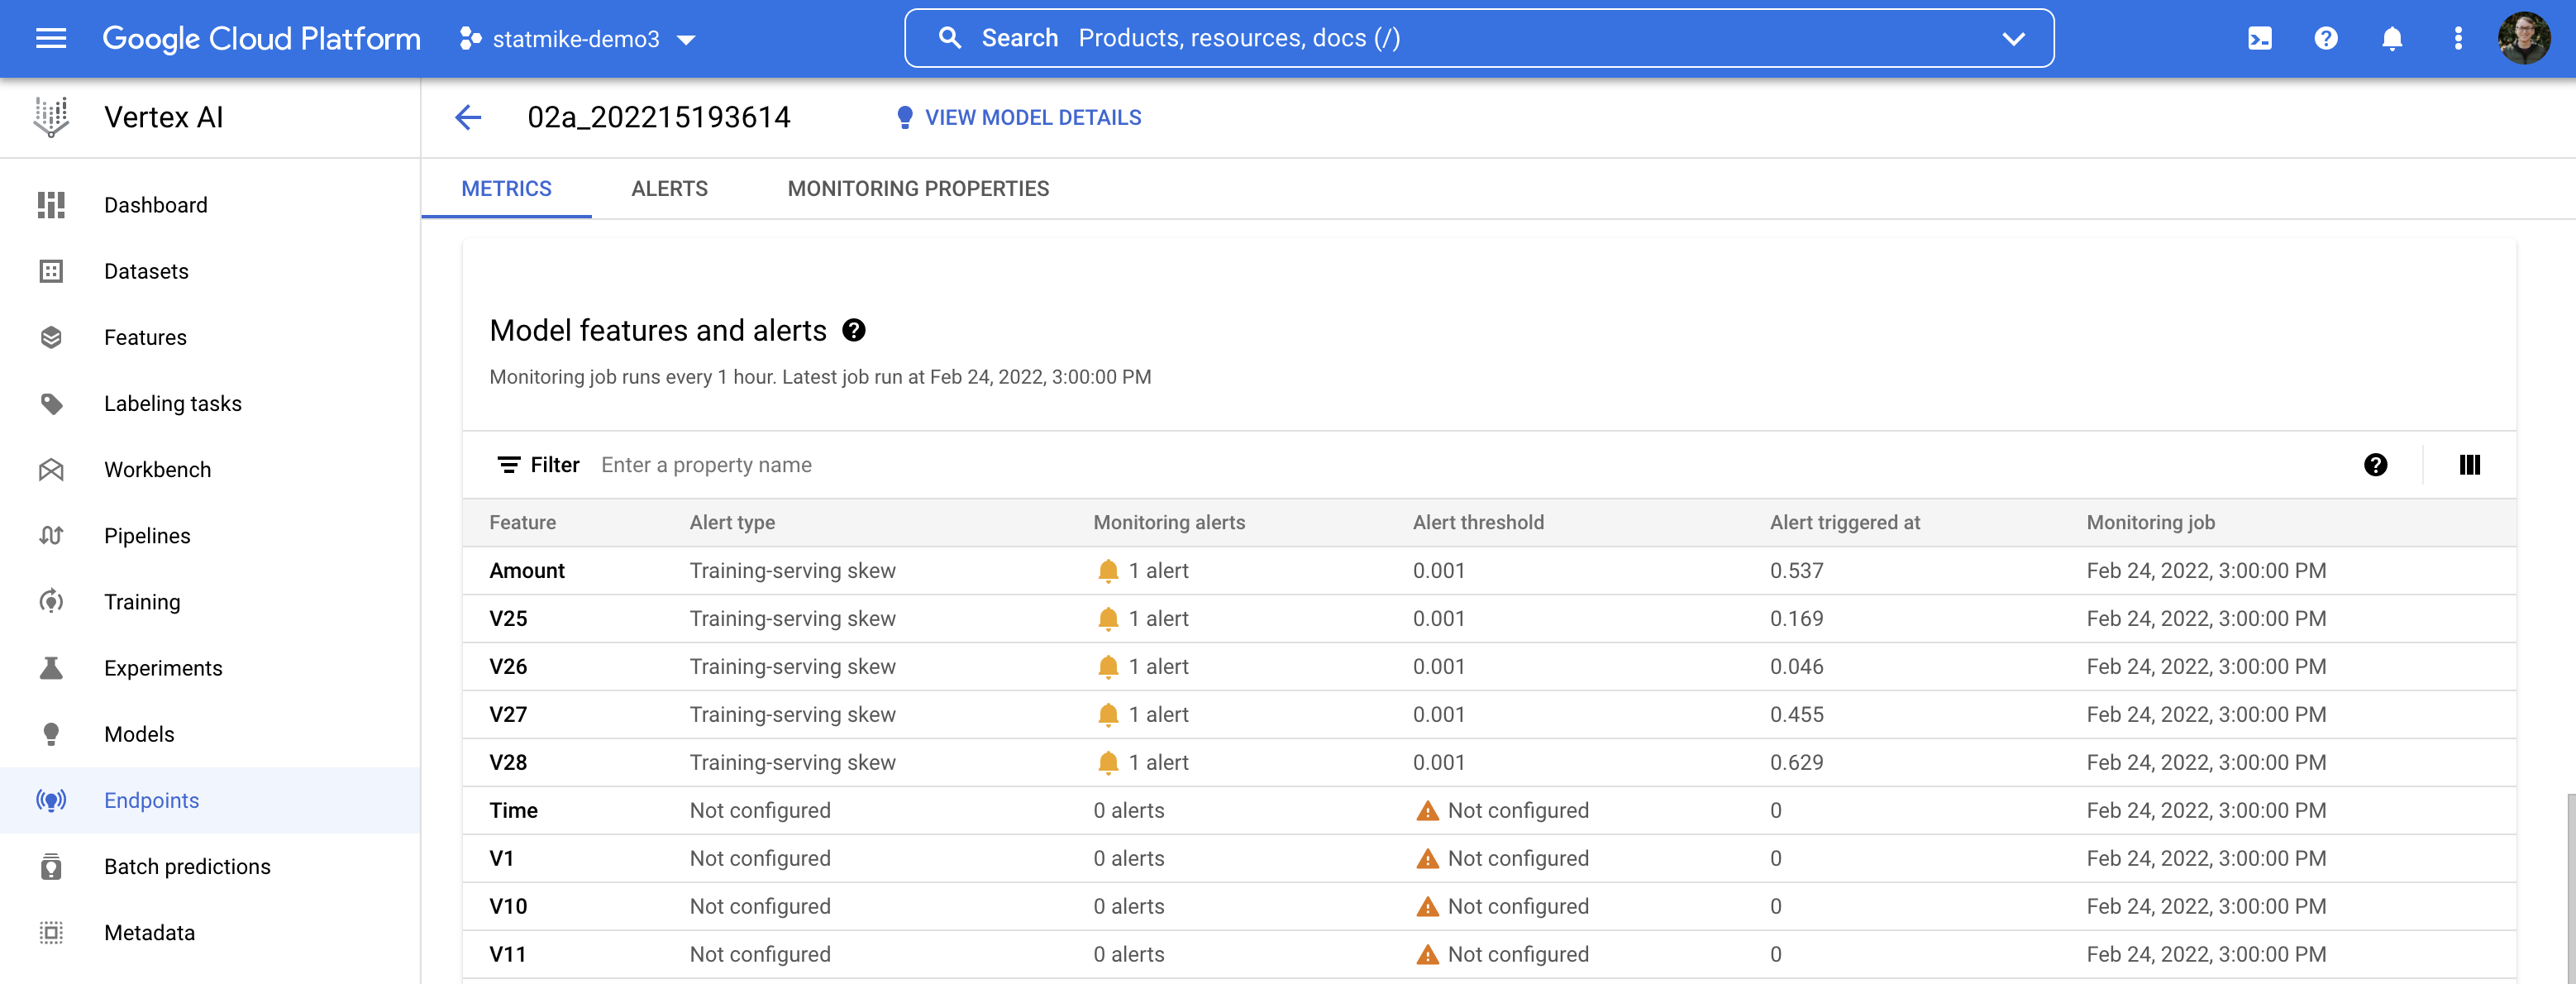 Google Cloud Platform statmike-demo3 Search Products, resources, docs (/)
Vertex AI
Dashboard
Datasets
Features
Labeling tasks
Workbench
Pipelines
Training
Experiments
Models
Endpoints
Batch predictions
Metadata
02a_202215193614 VIEW MODEL DETAILS
METRICS ALERTS MONITORING PROPERTIES
Model features and alerts
Monitoring job runs every 1 hour. Latest job run at Feb 24, 2022, 3:00:00 PM
Filter Enter a property name
Feature Alert type Monitoring alerts Alert threshold Alert triggered at Monitoring job
Amount Training-serving skew 1 alert 0.001 0.537 Feb 24, 2022, 3:00:00 PM
V25 Training-serving skew 1 alert 0.001 0.169 Feb 24, 2022, 3:00:00 PM
V26 Training-serving skew 1 alert 0.001 0.046 Feb 24, 2022, 3:00:00 PM
V27 Training-serving skew 1 alert 0.001 0.455 Feb 24, 2022, 3:00:00 PM
V28 Training-serving skew 1 alert 0.001 0.629 Feb 24, 2022, 3:00:00 PM
Time Not configured 0 alerts Not configured 0 Feb 24, 2022, 3:00:00 PM
V1 Not configured 0 alerts Not configured 0 Feb 24, 2022, 3:00:00 PM
V10 Not configured 0 alerts Not configured 0 Feb 24, 2022, 3:00:00 PM
V11 Not configured 0 alerts Not configured 0 Feb 24, 2022, 3:00:00 PM